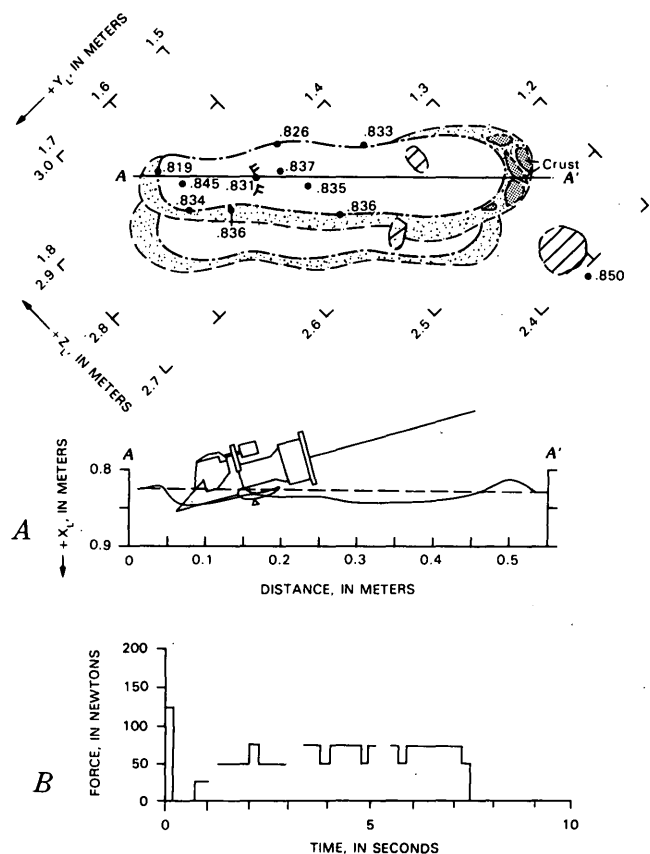 +Y_L, IN METERS
1.5
1.6
1.4
1.3
1.2
1.7
3.0
.826
.833
Crust
A
.819
.837
A'
.845
.831
F
F
.835
.834
.836
.836
1.8
2.9
.850
+Z_L, IN METERS
2.8
2.6
2.5
2.4
2.7
A
A'
0.8
A
+X_L, IN METERS
0.9
0
0.1
0.2
0.3
0.4
0.5
DISTANCE, IN METERS
B
FORCE, IN NEWTONS
200
150
100
50
0
0
5
10
TIME, IN SECONDS